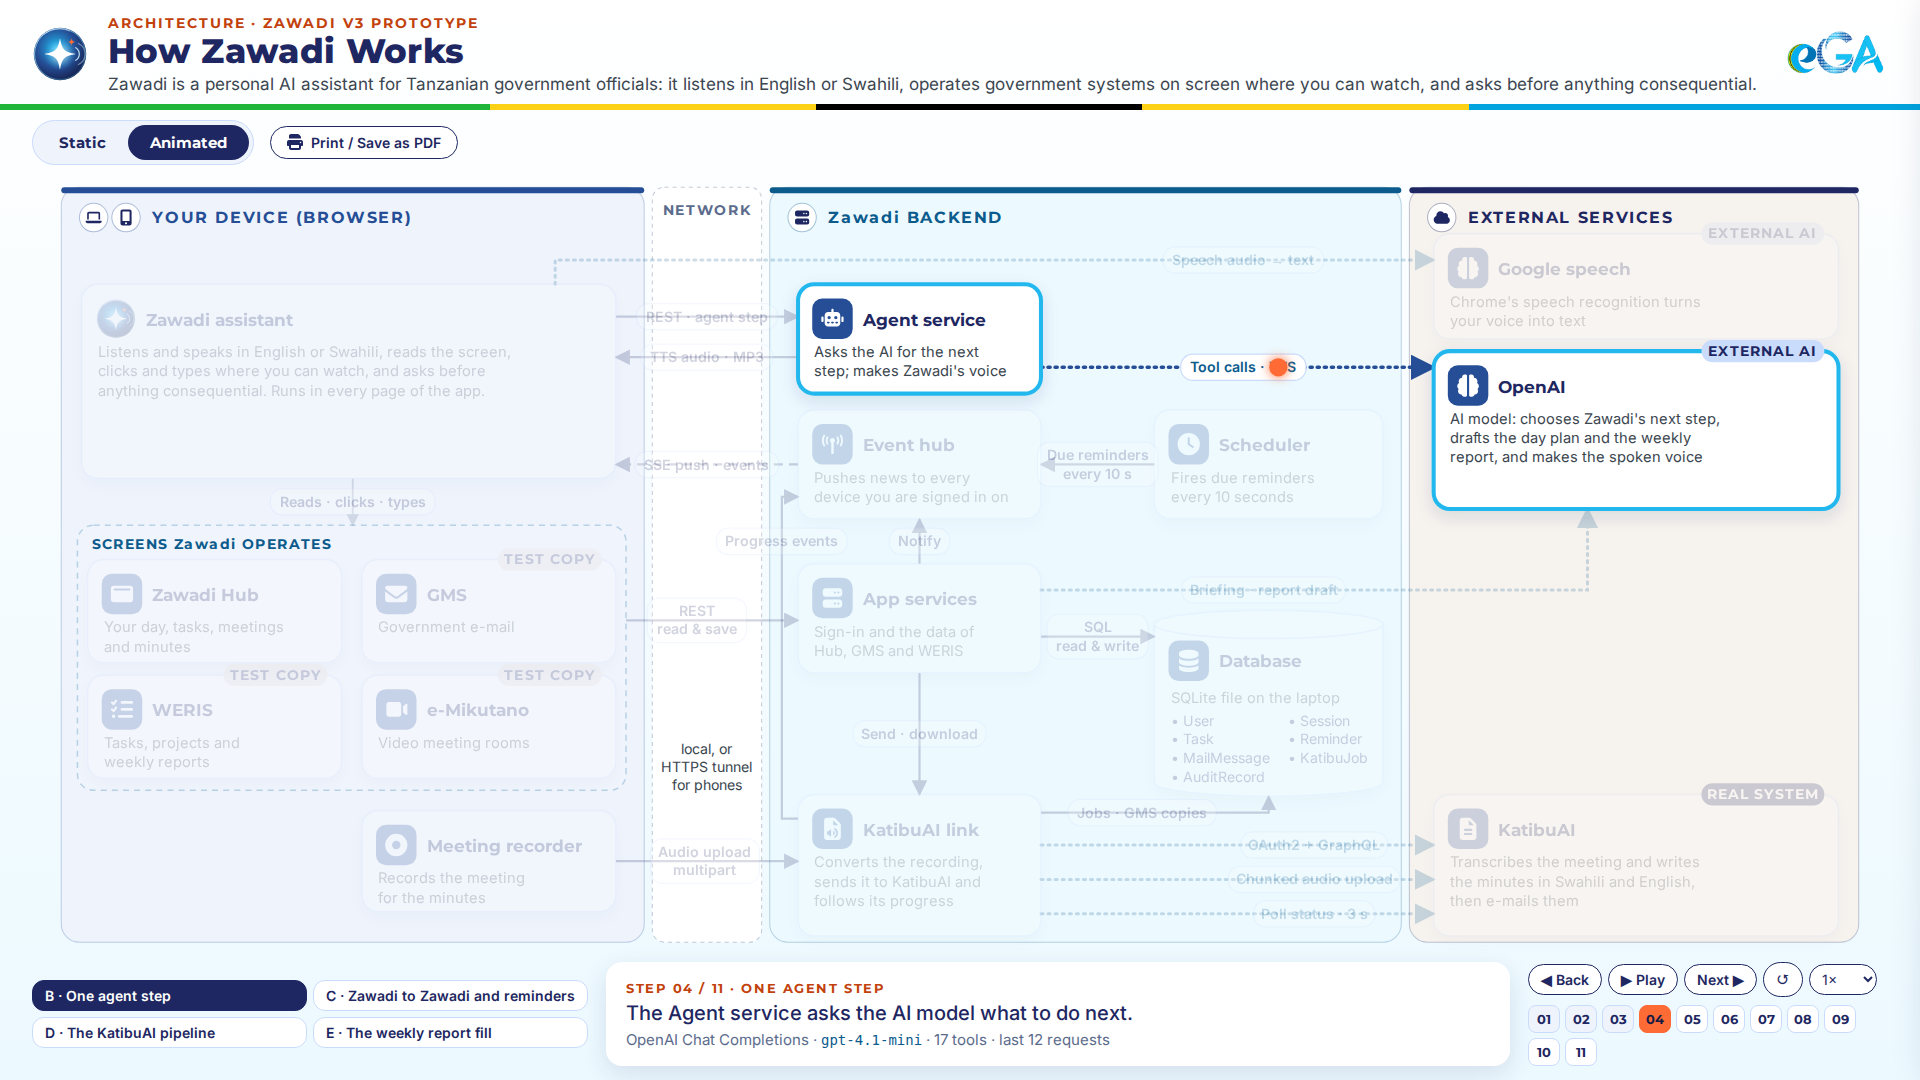 ARCHITECTURE · ZAWADI V3 PROTOTYPE
How Zawadi Works
Zawadi is a personal AI assistant for Tanzanian government officials: it listens in English or Swahili, operates government systems on screen where you can watch, and asks before anything consequential.
eGA
Static
Animated
Print / Save as PDF
YOUR DEVICE (BROWSER)
NETWORK
Zawadi BACKEND
EXTERNAL SERVICES
EXTERNAL AI
Speech audio → text
Google speech
Chrome's speech recognition turns
your voice into text
Zawadi assistant
Listens and speaks in English or Swahili, reads the screen,
clicks and types where you can watch, and asks before
anything consequential. Runs in every page of the app.
REST · agent step
TTS audio · MP3
Agent service
Asks the AI for the next
step; makes Zawadi's voice
Tool calls ·
S
EXTERNAL AI
OpenAI
AI model: chooses Zawadi's next step,
drafts the day plan and the weekly
report, and makes the spoken voice
SSE push · events
Event hub
Pushes news to every
device you are signed in on
Due reminders
every 10 s
Scheduler
Fires due reminders
every 10 seconds
Reads · clicks · types
Progress events
Notify
SCREENS Zawadi OPERATES
Zawadi Hub
Your day, tasks, meetings
and minutes
TEST COPY
GMS
Government e-mail
TEST COPY
WERIS
Tasks, projects and
weekly reports
TEST COPY
e-Mikutano
Video meeting rooms
REST
read & save
App services
Sign-in and the data of
Hub, GMS and WERIS
Briefing · report draft
SQL
read & write
Database
SQLite file on the laptop
• User
• Task
• MailMessage
• AuditRecord
• Session
• Reminder
• KatibuJob
local, or
HTTPS tunnel
for phones
Send · download
Meeting recorder
Records the meeting
for the minutes
Audio upload
multipart
KatibuAI link
Converts the recording,
sends it to KatibuAI and
follows its progress
Jobs · GMS copies
OAuth2 + GraphQL
Chunked audio upload
Poll status · 3 s
REAL SYSTEM
KatibuAI
Transcribes the meeting and writes
the minutes in Swahili and English,
then e-mails them
B · One agent step
C · Zawadi to Zawadi and reminders
D · The KatibuAI pipeline
E · The weekly report fill
STEP 04 / 11 · ONE AGENT STEP
The Agent service asks the AI model what to do next.
OpenAI Chat Completions · gpt-4.1-mini · 17 tools · last 12 requests
◀ Back
▶ Play
Next ▶
↺
1×
01 02 03 04 05 06 07 08 09
10 11